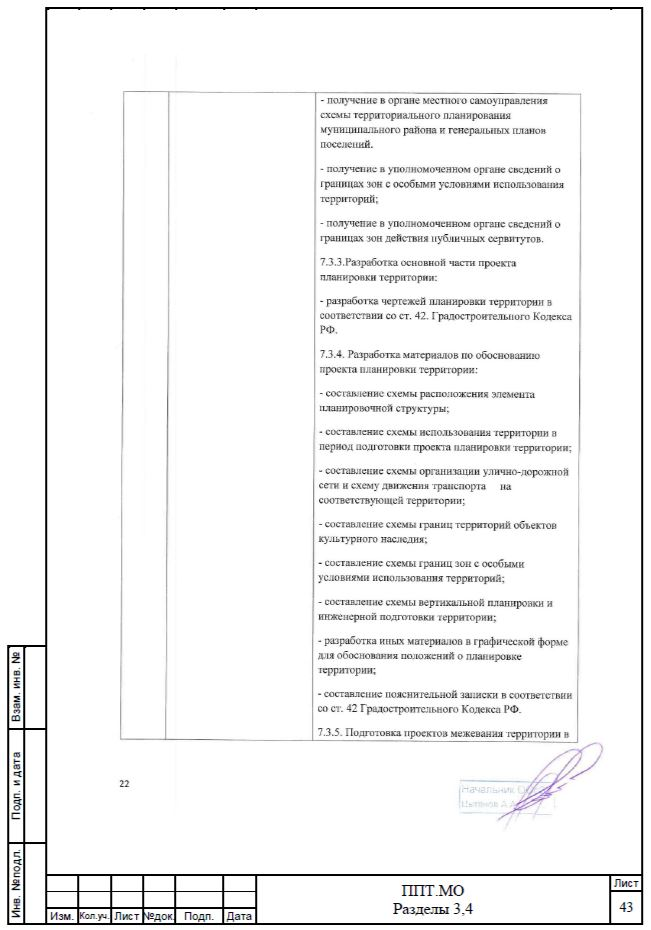 - получение в органе местного самоуправления
схемы территориального планирования
муниципального района и генеральных планов
поселений.
- получение в уполномоченном органе сведений о
границах зон с особыми условиями использования
территорий;
- получение в уполномоченном органе сведений о
границах зон действия публичных сервитутов.
7.3.3.Разработка основной части проекта
планировки территории:
- разработка чертежей планировки территории в
соответствии со ст. 42. Градостроительного Кодекса
РФ.
7.3.4. Разработка материалов по обоснованию
проекта планировки территории:
- составление схемы расположения элемента
планировочной структуры;
- составление схемы использования территории в
период подготовки проекта планировки территории;
- составление схемы организации улично-дорожной
сети и схему движения транспорта на
соответствующей территории;
- составление схемы границ территорий объектов
культурного наследия;
- составление схемы границ зон с особыми
условиями использования территорий;
- составление схемы вертикальной планировки и
инженерной подготовки территории;
- разработка иных материалов в графической форме
для обоснования положений о планировке
территории;
- составление пояснительной записки в соответствии
со ст. 42 Градостроительного Кодекса РФ.
7.3.5. Подготовка проектов межевания территории в
22
Начальник
Взам. инв. №
Подп. и дата
Инв. №подл.
Изм. Кол.уч. Лист №док. Подп. Дата
ППТ.МО
Разделы 3,4
Лист
43